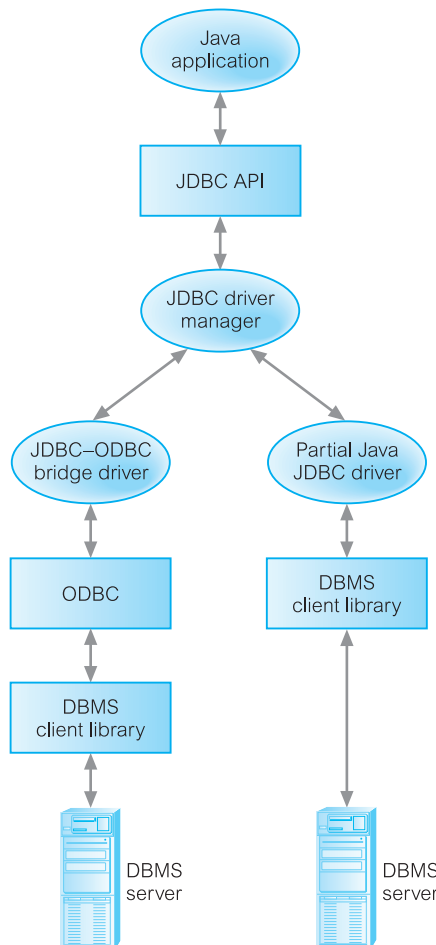 Java
application
JDBC API
JDBC driver
manager
JDBC–ODBC
bridge driver
Partial Java
JDBC driver
ODBC
DBMS
client library
DBMS
client library
DBMS
server
DBMS
server